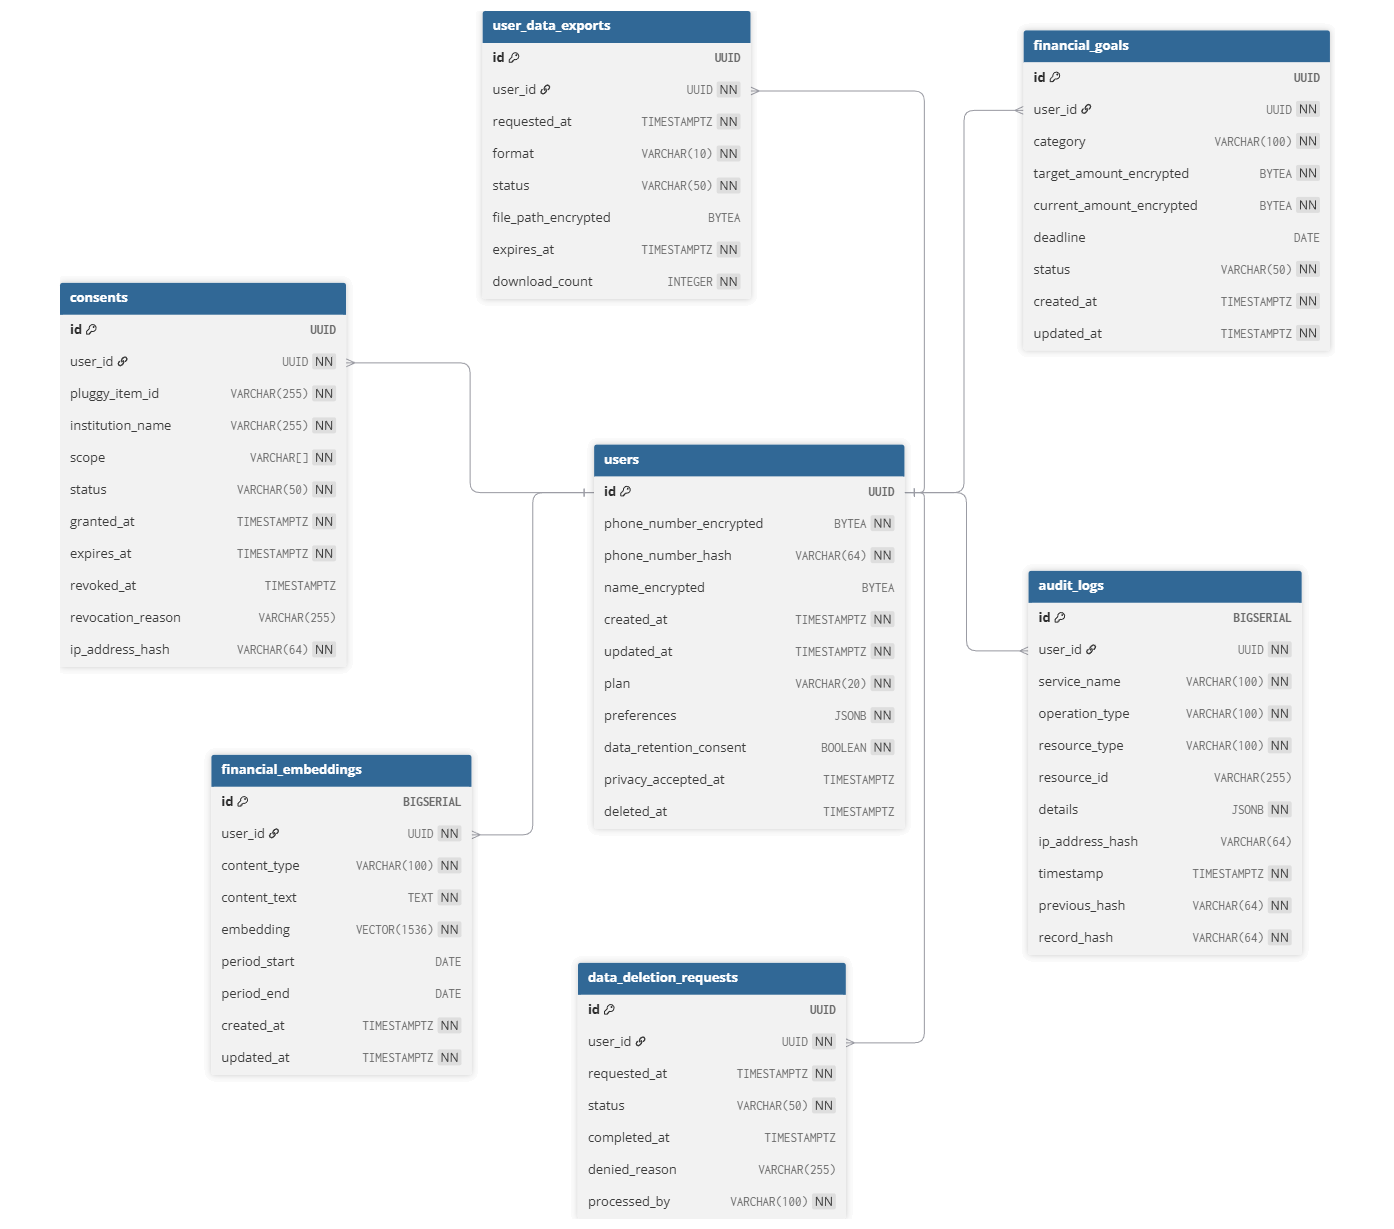 user_data_exports
id UUID
user_id UUID NN
requested_at TIMESTAMPTZ NN
format VARCHAR(10) NN
status VARCHAR(50) NN
file_path_encrypted BYTEA
expires_at TIMESTAMPTZ NN
download_count INTEGER NN
financial_goals
id UUID
user_id UUID NN
category VARCHAR(100) NN
target_amount_encrypted BYTEA NN
current_amount_encrypted BYTEA NN
deadline DATE
status VARCHAR(50) NN
created_at TIMESTAMPTZ NN
updated_at TIMESTAMPTZ NN
consents
id UUID
user_id UUID NN
pluggy_item_id VARCHAR(255) NN
institution_name VARCHAR(255) NN
scope VARCHAR[] NN
status VARCHAR(50) NN
granted_at TIMESTAMPTZ NN
expires_at TIMESTAMPTZ NN
revoked_at TIMESTAMPTZ
revocation_reason VARCHAR(255)
ip_address_hash VARCHAR(64) NN
users
id UUID
phone_number_encrypted BYTEA NN
phone_number_hash VARCHAR(64) NN
name_encrypted BYTEA
created_at TIMESTAMPTZ NN
updated_at TIMESTAMPTZ NN
plan VARCHAR(20) NN
preferences JSONB NN
data_retention_consent BOOLEAN NN
privacy_accepted_at TIMESTAMPTZ
deleted_at TIMESTAMPTZ
audit_logs
id BIGSERIAL
user_id UUID NN
service_name VARCHAR(100) NN
operation_type VARCHAR(100) NN
resource_type VARCHAR(100) NN
resource_id VARCHAR(255)
details JSONB NN
ip_address_hash VARCHAR(64)
timestamp TIMESTAMPTZ NN
previous_hash VARCHAR(64) NN
record_hash VARCHAR(64) NN
financial_embeddings
id BIGSERIAL
user_id UUID NN
content_type VARCHAR(100) NN
content_text TEXT NN
embedding VECTOR(1536) NN
period_start DATE
period_end DATE
created_at TIMESTAMPTZ NN
updated_at TIMESTAMPTZ NN
data_deletion_requests
id UUID
user_id UUID NN
requested_at TIMESTAMPTZ NN
status VARCHAR(50) NN
completed_at TIMESTAMPTZ
denied_reason VARCHAR(255)
processed_by VARCHAR(100) NN